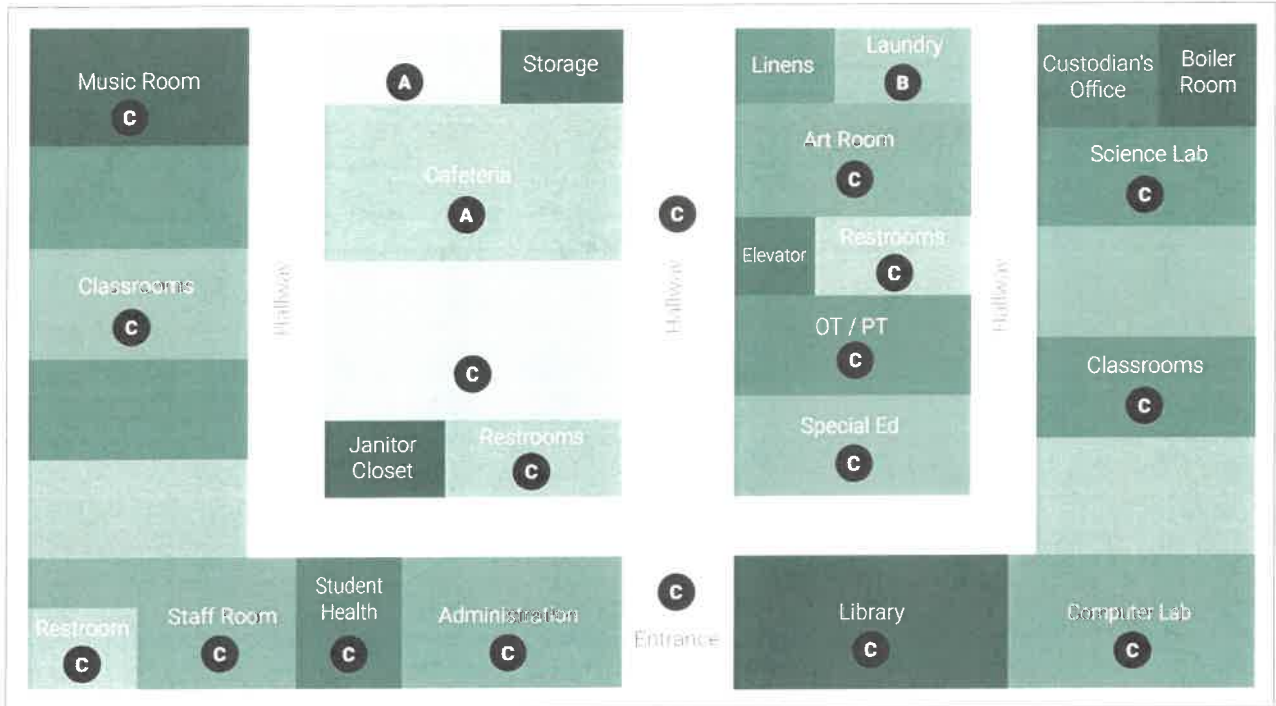 Music Room
C
A
Storage
Linens
Laundry
B
Custodian's
Office
Boiler
Room
Cafeteria
A
Art Room
C
Science Lab
C
C
Hallway
Hallway
Hallway
Elevator
Restrooms
C
Classrooms
C
OT / PT
C
C
Classrooms
C
Janitor
Closet
Restrooms
C
Special Ed
C
Restroom
C
Staff Room
C
Student
Health
C
Administration
C
C
Entrance
Library
C
Computer Lab
C